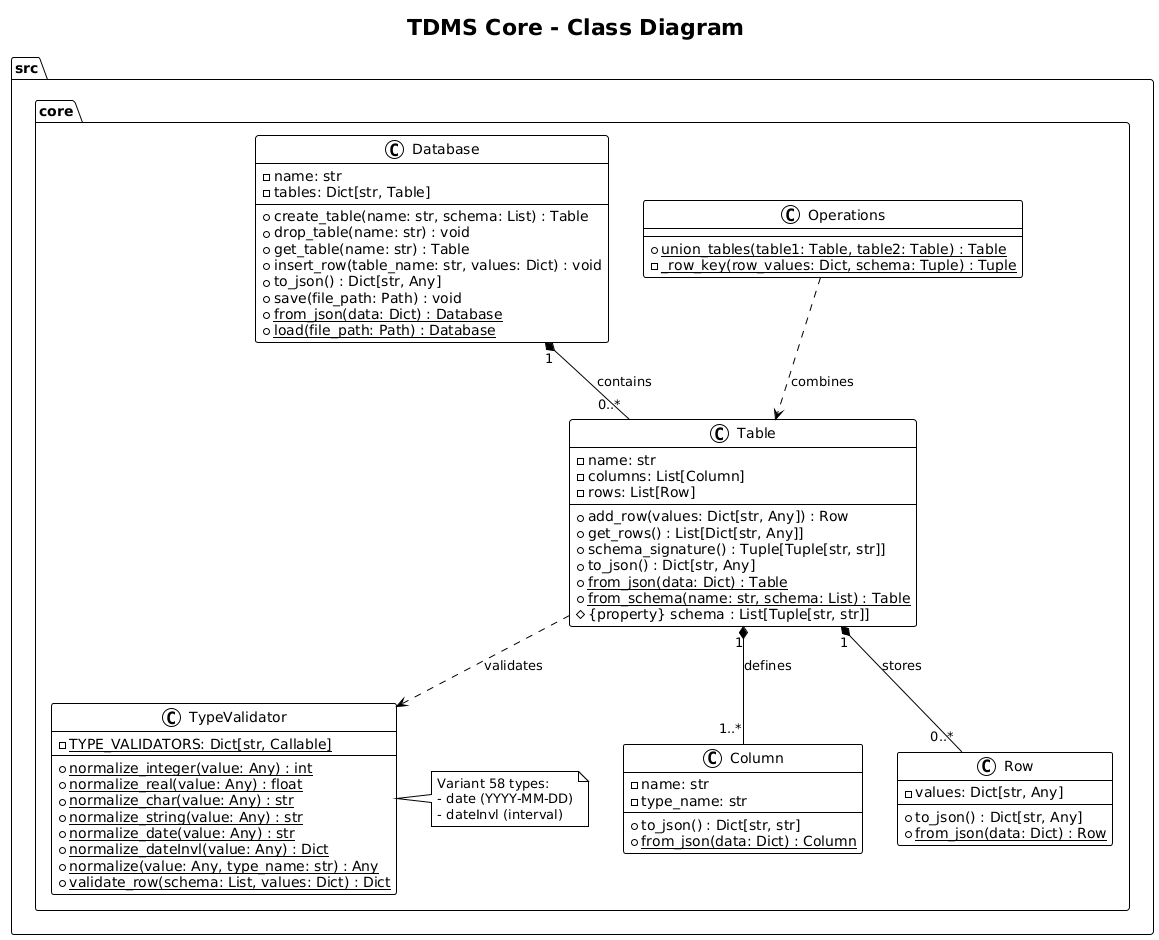 TDMS Core - Class Diagram
src
core
C Database
name: str
tables: Dict[str, Table]
create_table(name: str, schema: List) : Table
drop_table(name: str) : void
get_table(name: str) : Table
insert_row(table_name: str, values: Dict) : void
to_json() : Dict[str, Any]
save(file_path: Path) : void
from_json(data: Dict) : Database
load(file_path: Path) : Database
C Operations
union_tables(table1: Table, table2: Table) : Table
_row_key(row_values: Dict, schema: Tuple) : Tuple
1
contains
0..*
combines
C Table
name: str
columns: List[Column]
rows: List[Row]
add_row(values: Dict[str, Any]) : Row
get_rows() : List[Dict[str, Any]]
schema_signature() : Tuple[Tuple[str, str]]
to_json() : Dict[str, Any]
from_json(data: Dict) : Table
from_schema(name: str, schema: List) : Table
{property} schema : List[Tuple[str, str]]
validates
1
defines
1..*
1
stores
0..*
C TypeValidator
TYPE_VALIDATORS: Dict[str, Callable]
normalize_integer(value: Any) : int
normalize_real(value: Any) : float
normalize_char(value: Any) : str
normalize_string(value: Any) : str
normalize_date(value: Any) : str
normalize_dateInvl(value: Any) : Dict
normalize(value: Any, type_name: str) : Any
validate_row(schema: List, values: Dict) : Dict
Variant 58 types:
- date (YYYY-MM-DD)
- dateInvl (interval)
C Column
name: str
type_name: str
to_json() : Dict[str, str]
from_json(data: Dict) : Column
C Row
values: Dict[str, Any]
to_json() : Dict[str, Any]
from_json(data: Dict) : Row